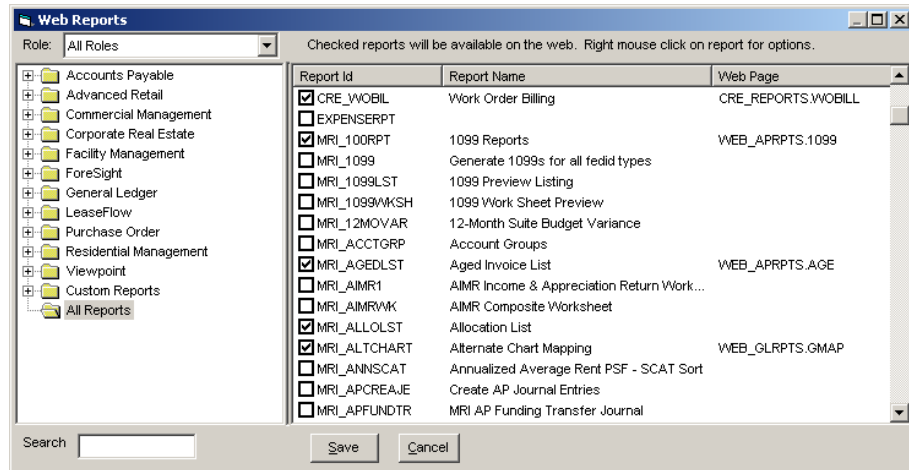 Web Reports
Role: All Roles
Checked reports will be available on the web. Right mouse click on report for options.
Accounts Payable
Advanced Retail
Commercial Management
Corporate Real Estate
Facility Management
ForeSight
General Ledger
LeaseFlow
Purchase Order
Residential Management
Viewpoint
Custom Reports
All Reports
Report Id Report Name Web Page
CRE_WOBIL Work Order Billing CRE_REPORTS.WOBILL
EXPENSERPT
MRI_100RPT 1099 Reports WEB_APRPTS.1099
MRI_1099 Generate 1099s for all fedid types
MRI_1099LST 1099 Preview Listing
MRI_1099WKSH 1099 Work Sheet Preview
MRI_12MOVAR 12-Month Suite Budget Variance
MRI_ACCTGRP Account Groups
MRI_AGEDLST Aged Invoice List WEB_APRPTS.AGE
MRI_AIMR1 AIMR Income & Appreciation Return Work...
MRI_AIMRWK AIMR Composite Worksheet
MRI_ALLOLST Allocation List
MRI_ALTCHART Alternate Chart Mapping WEB_GLRPTS.GMAP
MRI_ANNSCAT Annualized Average Rent PSF - SCAT Sort
MRI_APCREAJE Create AP Journal Entries
MRI_APFUNDTR MRI AP Funding Transfer Journal
Search Save Cancel